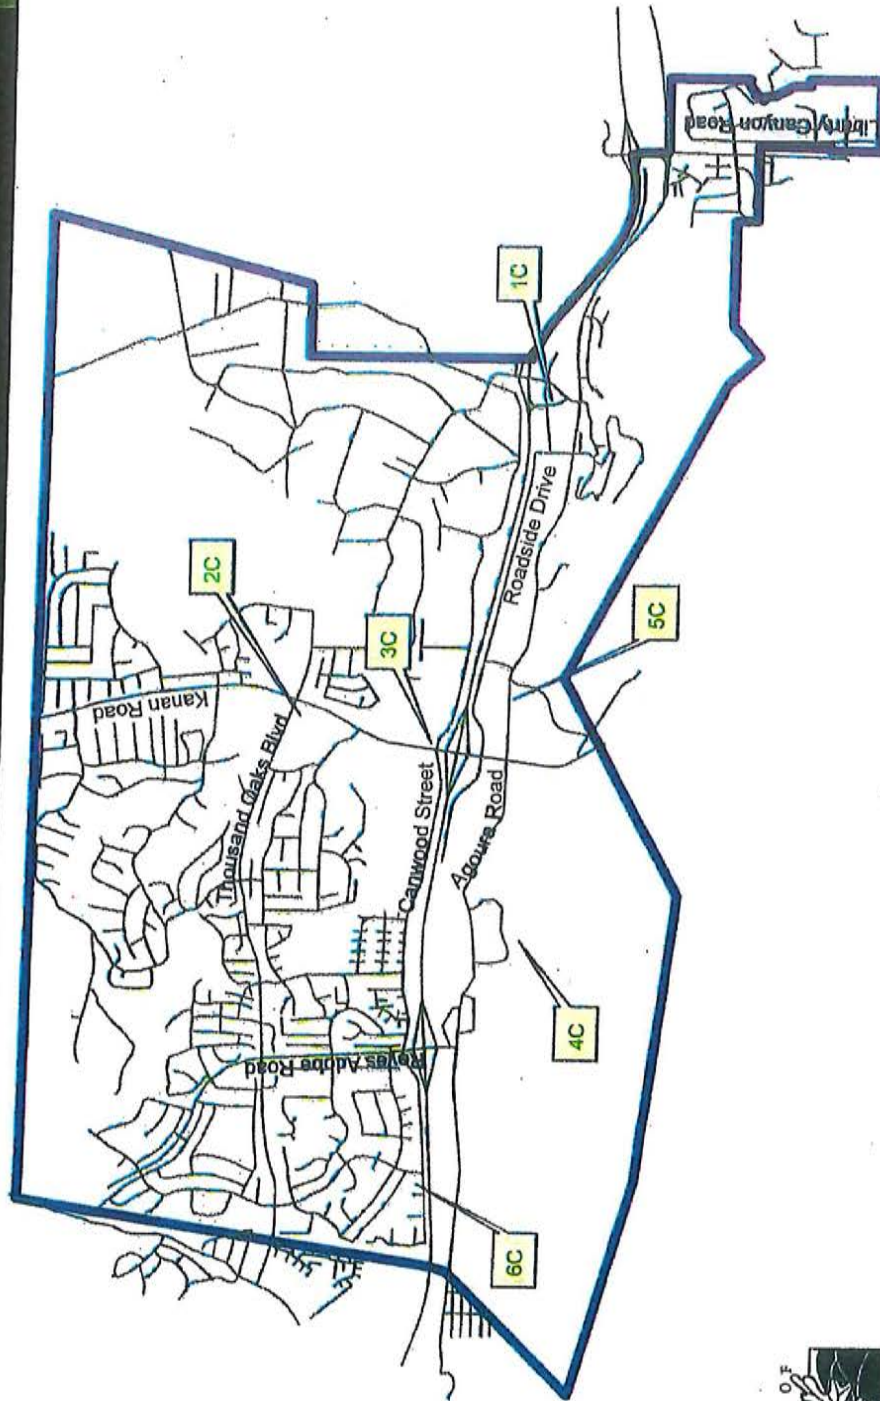 Liberty Canyon Road
1C
Roadside Drive
2C
3C
5C
Kanan Road
Thousand Oaks Blvd
Canwood Street
Agoura Road
4C
Reyes Adobe Road
6C
O F